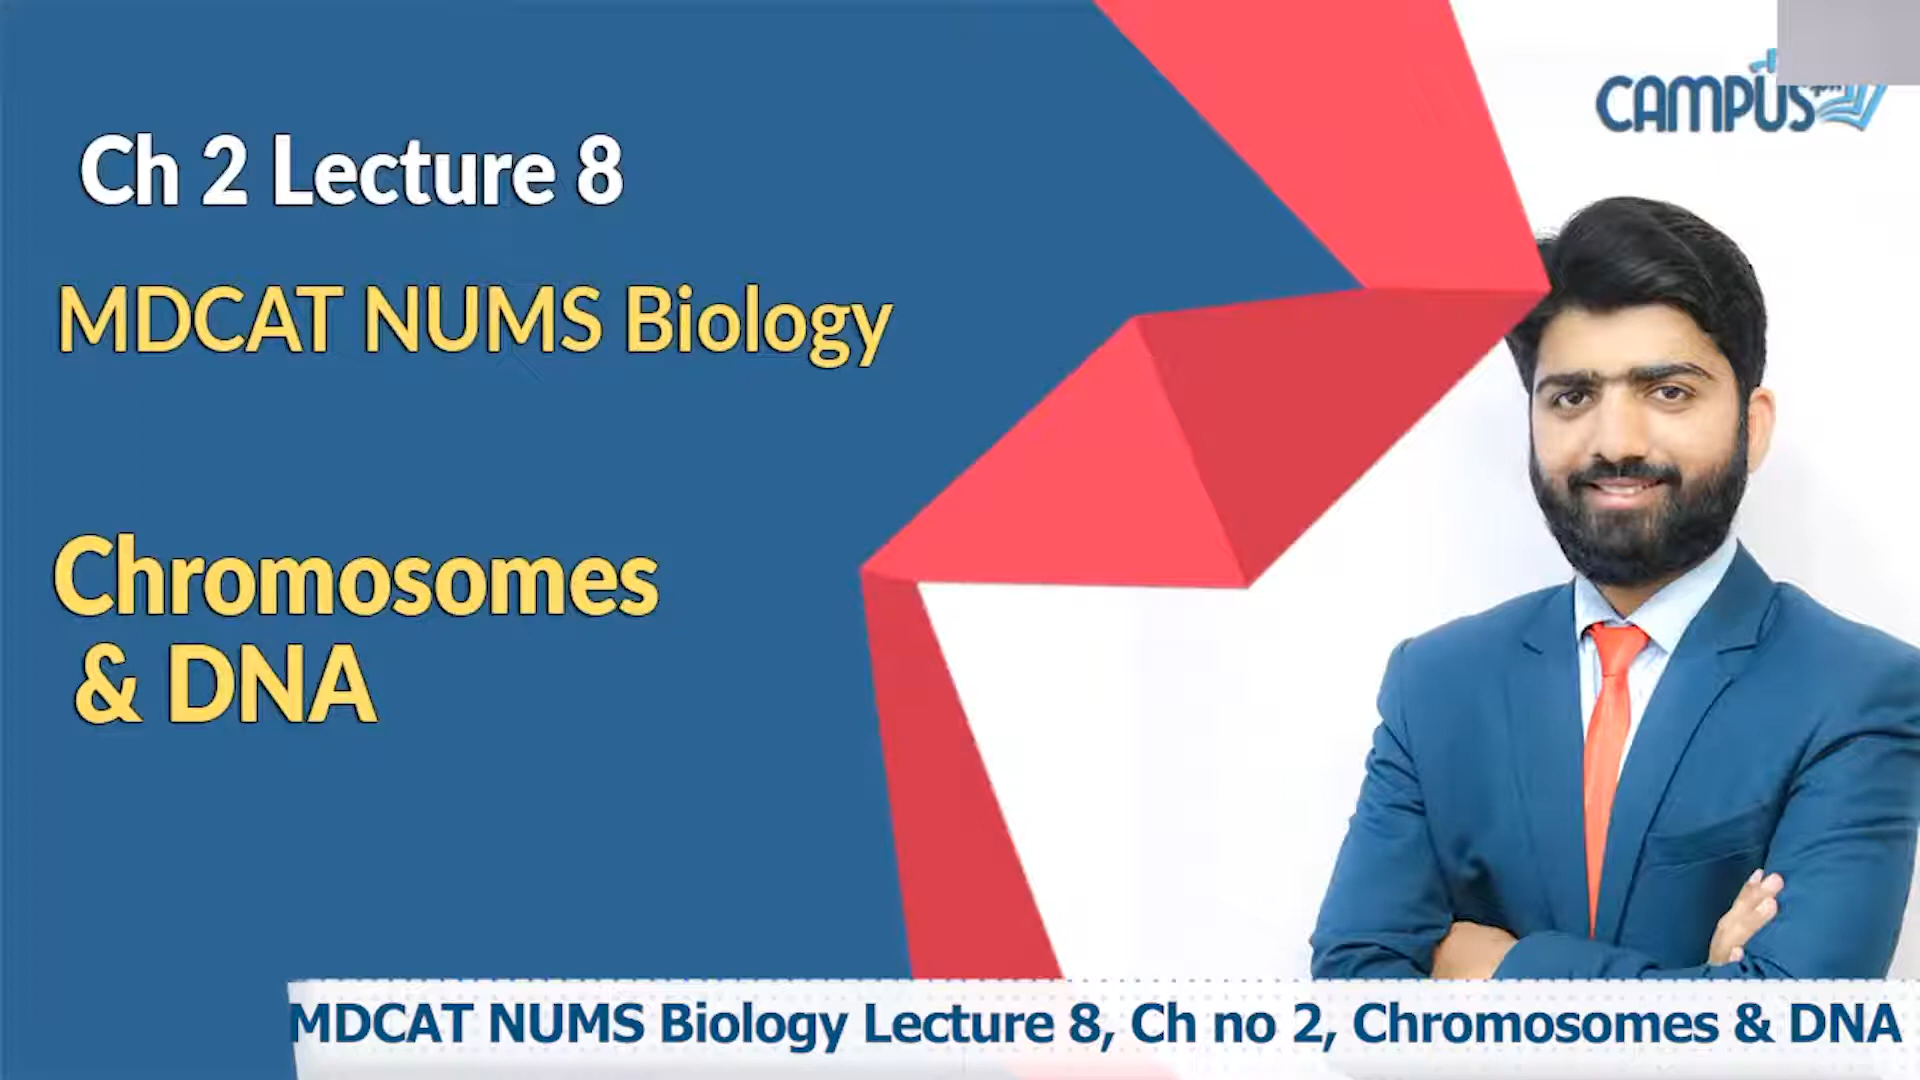 CAMPUS
Ch 2 Lecture 8
MDCAT NUMS Biology
Chromosomes
& DNA
MDCAT NUMS Biology Lecture 8, Ch no 2, Chromosomes & DNA